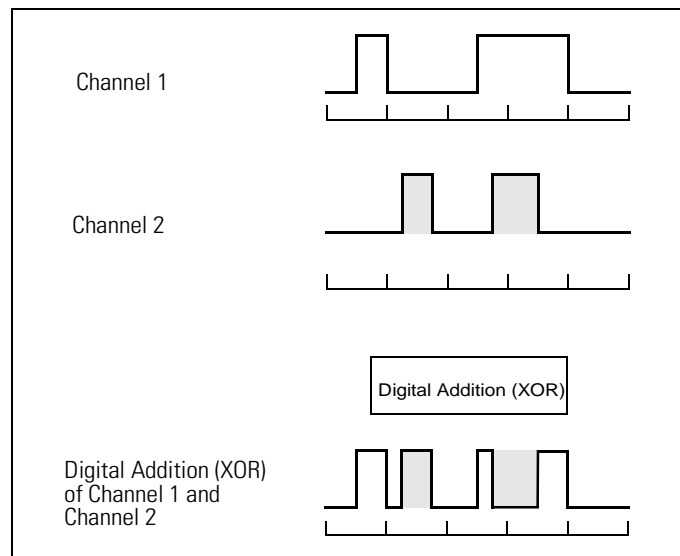 Channel 1
Channel 2
Digital Addition (XOR)
Digital Addition (XOR)
of Channel 1 and
Channel 2